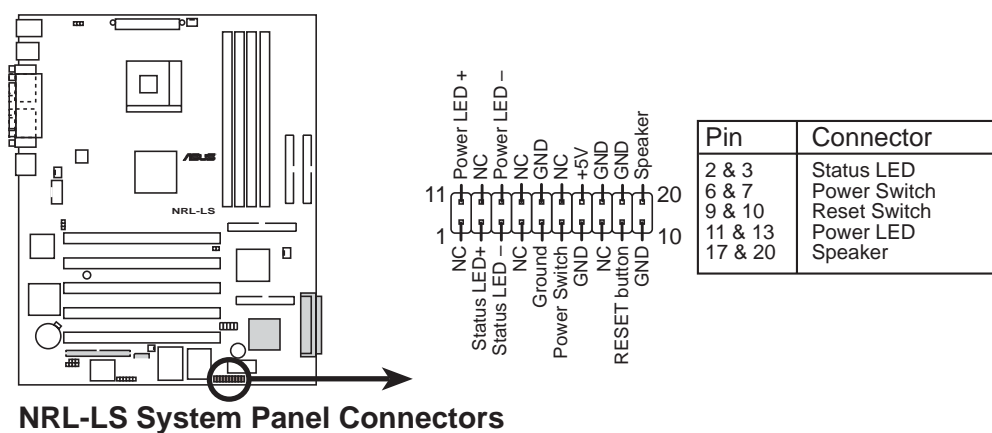 ASUS
NRL-LS
Power LED +
NC
Power LED –
NC
GND
NC
+5V
GND
GND
Speaker
11
20
1
10
NC
Status LED+
Status LED –
NC
Ground
Power Switch
GND
NC
RESET button
GND
Pin Connector
2 & 3 Status LED
6 & 7 Power Switch
9 & 10 Reset Switch
11 & 13 Power LED
17 & 20 Speaker
NRL-LS System Panel Connectors